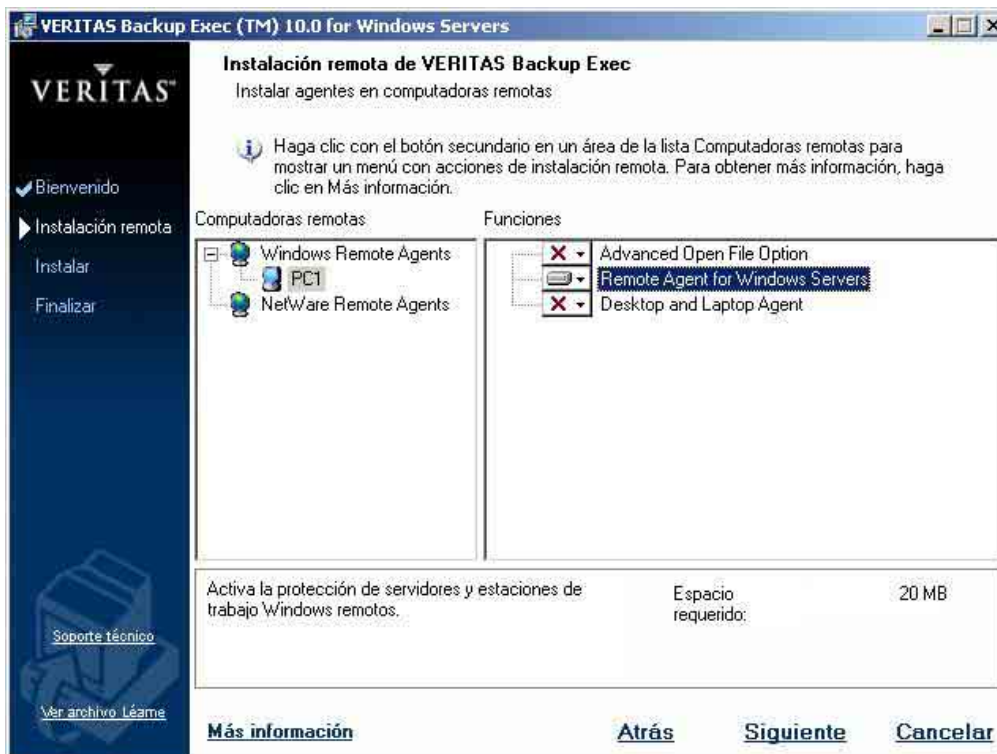 VERITAS Backup Exec (TM) 10.0 for Windows Servers
VERITAS™
Bienvenido
Instalación remota
Instalar
Finalizar
Soporte técnico
Ver archivo Léame
Instalación remota de VERITAS Backup Exec
Instalar agentes en computadoras remotas
Haga clic con el botón secundario en un área de la lista Computadoras remotas para
mostrar un menú con acciones de instalación remota. Para obtener más información, haga
clic en Más información.
Computadoras remotas
Windows Remote Agents
PC1
NetWare Remote Agents
Funciones
Advanced Open File Option
Remote Agent for Windows Servers
Desktop and Laptop Agent
Activa la protección de servidores y estaciones de
trabajo Windows remotos.
Espacio
requerido:
20 MB
Más información
Atrás
Siguiente
Cancelar